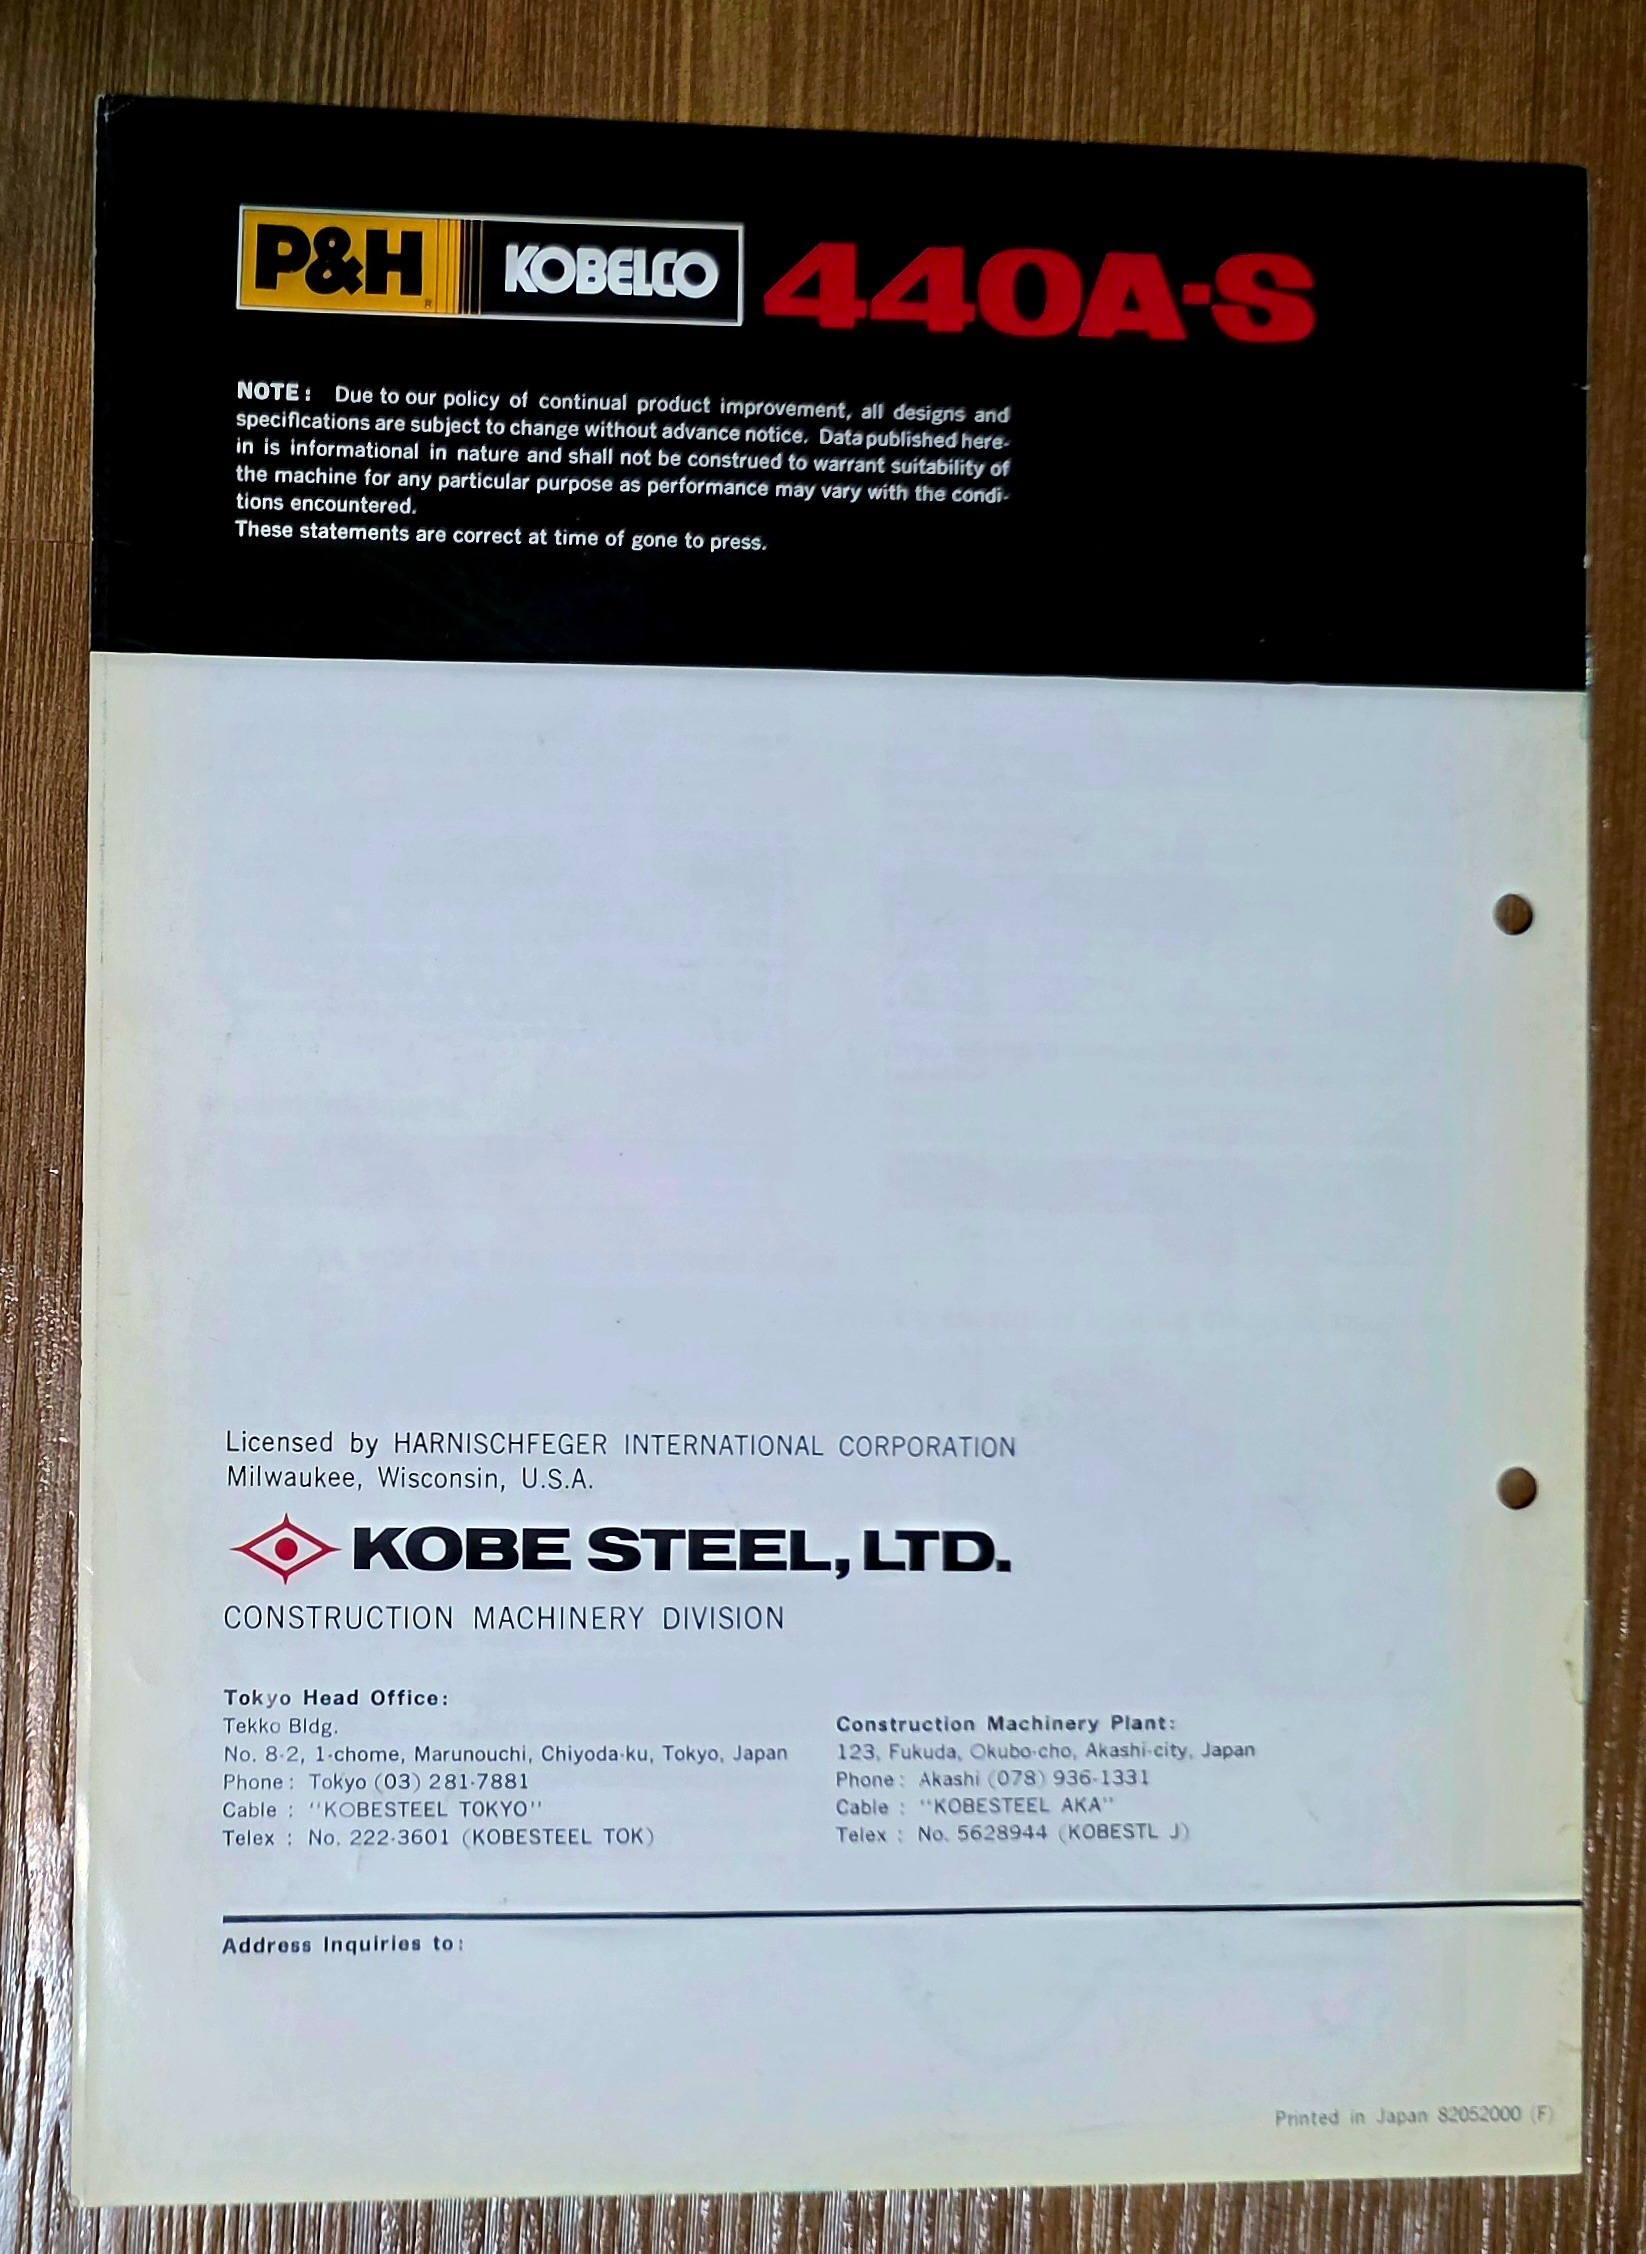 P&H KOBELCO 440A-S
NOTE: Due to our policy of continual product improvement, all designs and
specifications are subject to change without advance notice. Data published here-
in is informational in nature and shall not be construed to warrant suitability of
the machine for any particular purpose as performance may vary with the condi-
tions encountered.
These statements are correct at time of gone to press.
Licensed by HARNISCHFEGER INTERNATIONAL CORPORATION
Milwaukee, Wisconsin, U.S.A.
KOBE STEEL, LTD.
CONSTRUCTION MACHINERY DIVISION
Tokyo Head Office:
Tekko Bldg.
No. 8-2, 1-chome, Marunouchi, Chiyoda-ku, Tokyo, Japan
Phone: Tokyo (03) 281-7881
Cable : "KOBESTEEL TOKYO"
Telex : No. 222-3601 (KOBESTEEL TOK)
Construction Machinery Plant:
123, Fukuda, Okubo-cho, Akashi-city, Japan
Phone: Akashi (078) 936-1331
Cable : "KOBESTEEL AKA"
Telex : No. 5628944 (KOBESTL J)
Address Inquiries to:
Printed in Japan 82052000 (F)